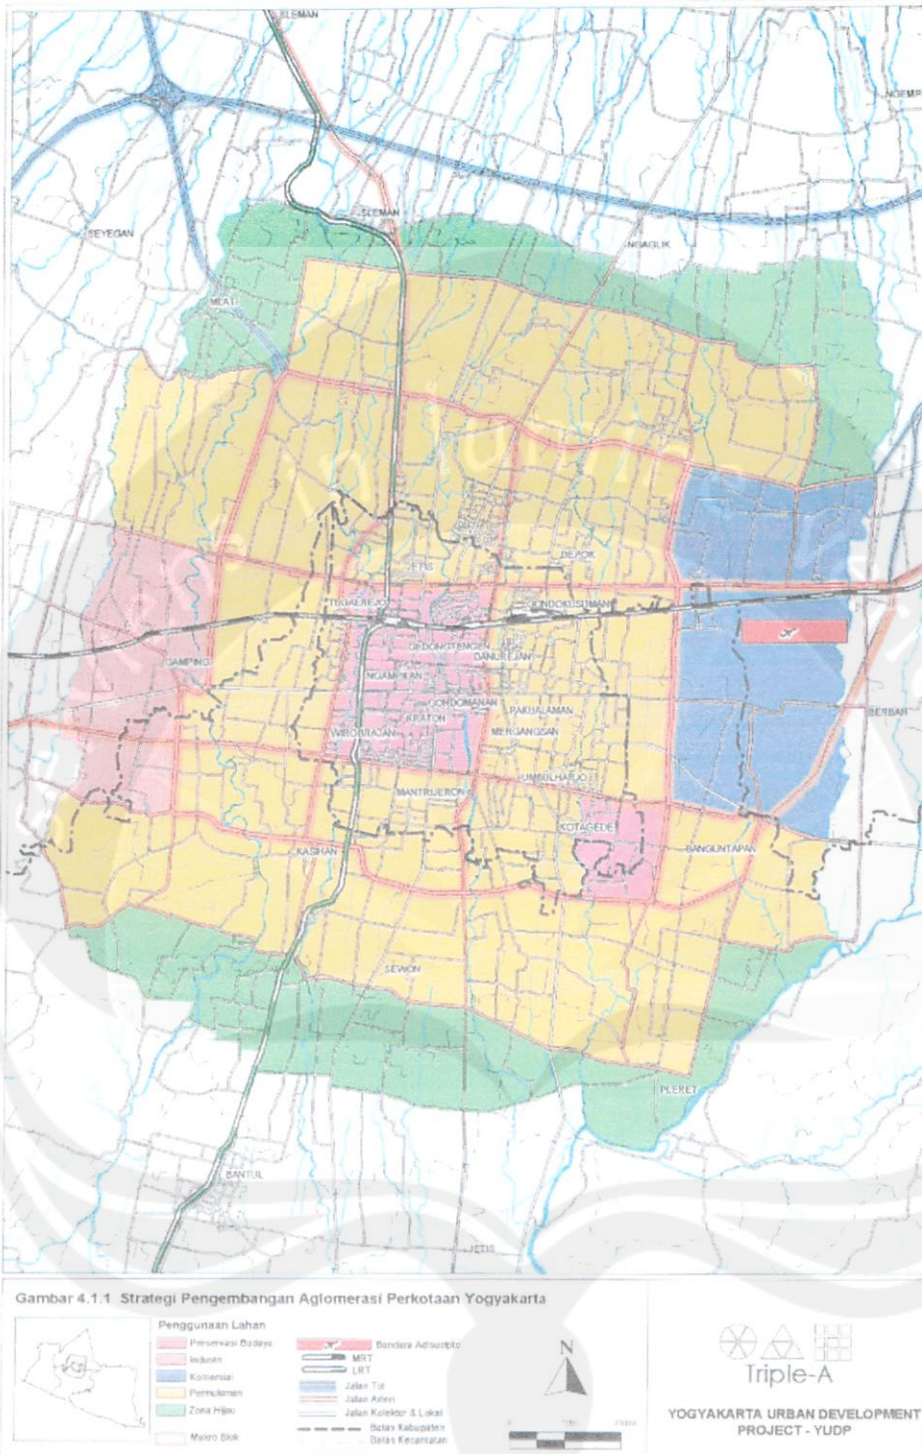 SLEMAN
NGEMP
SLEMAN
SEYEGAN
NGAGLIK
MLATI
DEPOK
JETIS
TEGALREJO
GONDOKUSUMAN
GEDONGTENGEN
DANUREJAN
GAMPING
NGAMPILAN
GONDOMANAN
PAKUALAMAN
KRATON
BERBAH
WIROBRAJAN
MERGANGSAN
UMBULHARJO
MANTRIJERON
KOTAGEDE
KASIHAN
BANGUNTAPAN
SEWON
PLERET
BANTUL
JETIS
Gambar 4.1.1 Strategi Pengembangan Aglomerasi Perkotaan Yogyakarta
Penggunaan Lahan
Preservasi Budaya
Industri
Komersial
Permukiman
Zona Hijau
Makro Blok
Bandara Adisucipto
MRT
LRT
Jalan Tol
Jalan Arteri
Jalan Kolektor & Lokal
Batas Kabupaten
Batas Kecamatan
N
0
Triple-A
YOGYAKARTA URBAN DEVELOPMENT
PROJECT - YUDP